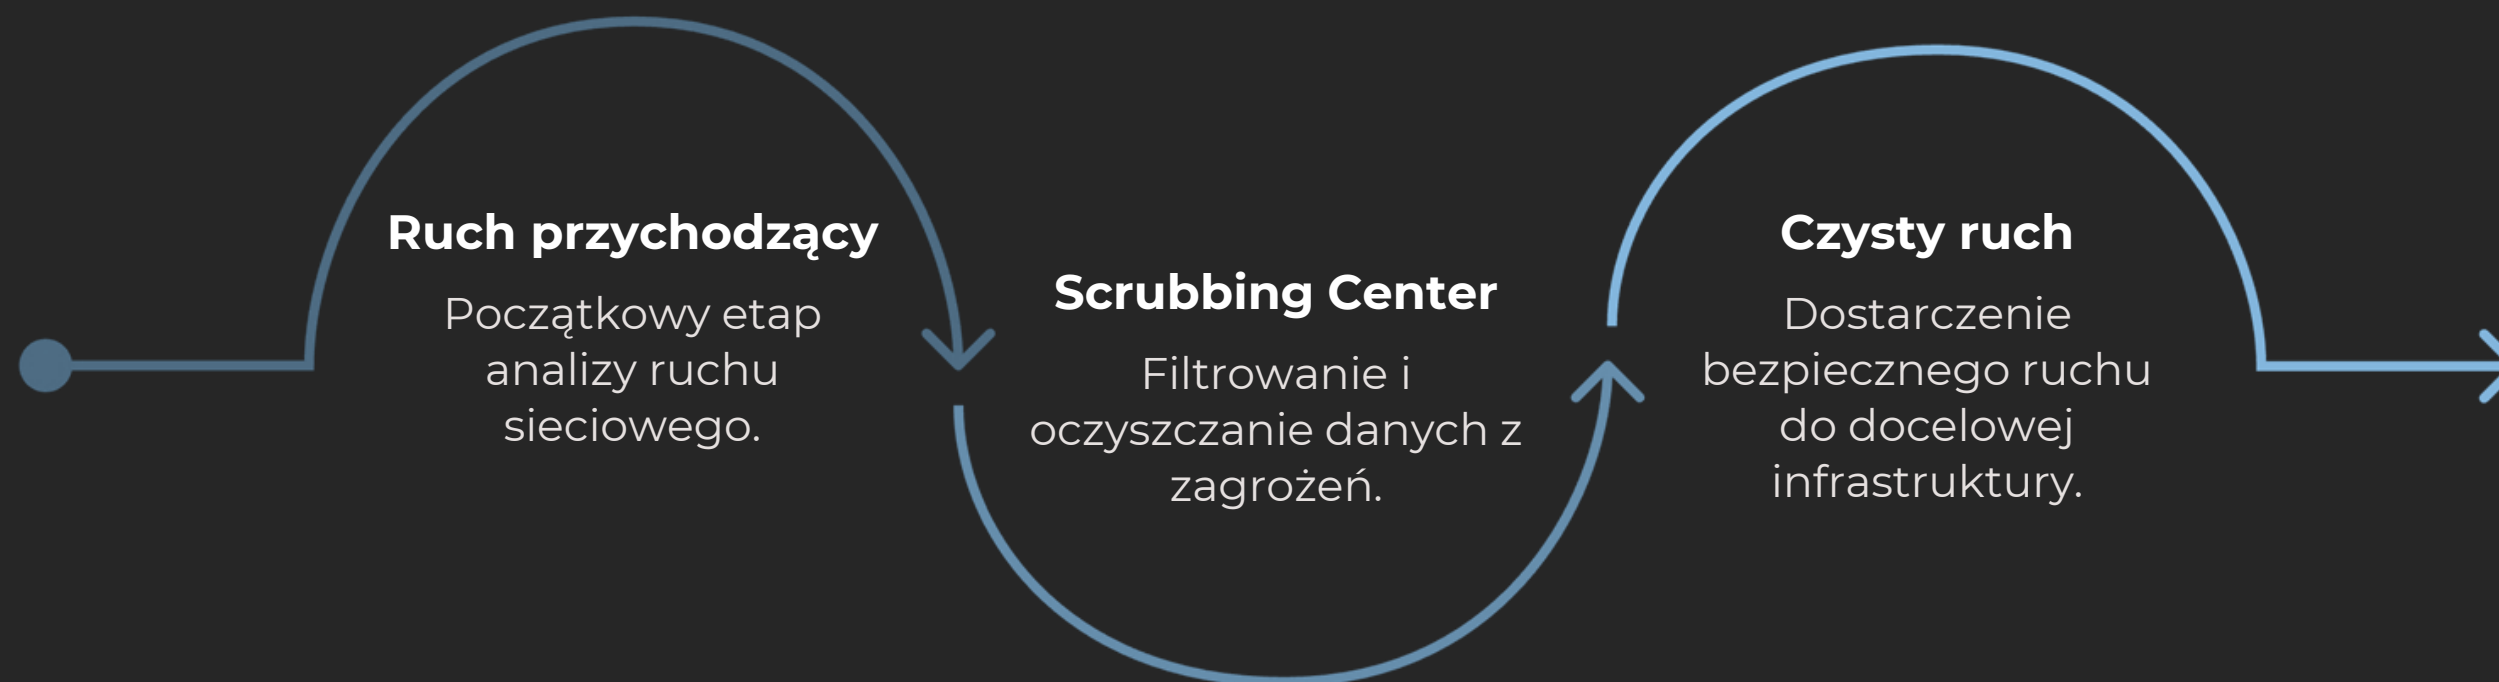 Ruch przychodzący
Początkowy etap
analizy ruchu
sieciowego.
Scrubbing Center
Filtrowanie i
oczyszczanie danych z
zagrożeń.
Czysty ruch
Dostarczenie
bezpiecznego ruchu
do docelowej
infrastruktury.